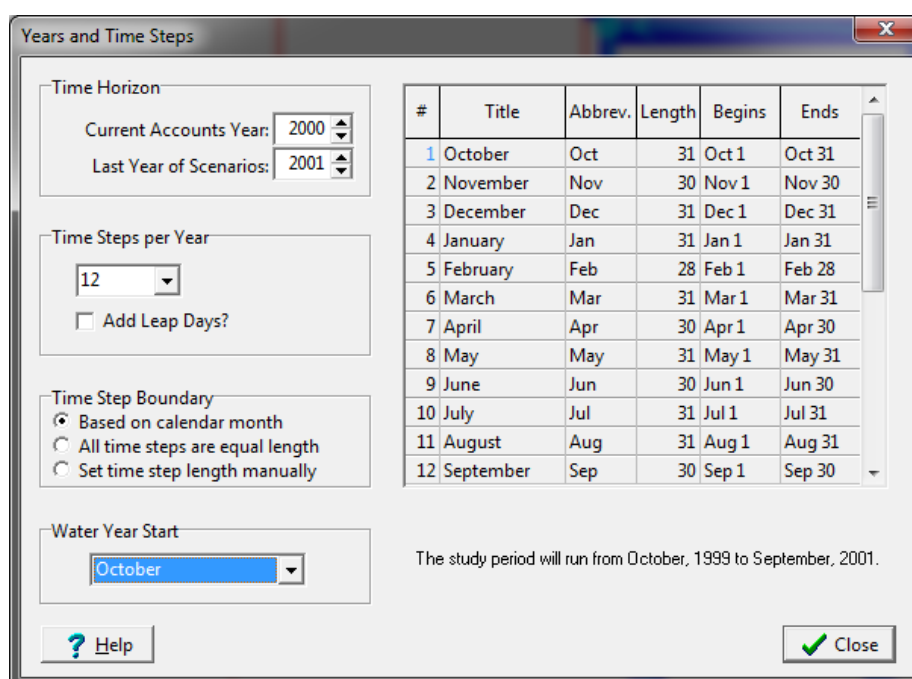 Years and Time Steps
Time Horizon
Current Accounts Year: 2000
Last Year of Scenarios: 2001
Time Steps per Year
12
Add Leap Days?
Time Step Boundary
Based on calendar month
All time steps are equal length
Set time step length manually
Water Year Start
October
? Help
# Title Abbrev. Length Begins Ends
1 October Oct 31 Oct 1 Oct 31
2 November Nov 30 Nov 1 Nov 30
3 December Dec 31 Dec 1 Dec 31
4 January Jan 31 Jan 1 Jan 31
5 February Feb 28 Feb 1 Feb 28
6 March Mar 31 Mar 1 Mar 31
7 April Apr 30 Apr 1 Apr 30
8 May May 31 May 1 May 31
9 June Jun 30 Jun 1 Jun 30
10 July Jul 31 Jul 1 Jul 31
11 August Aug 31 Aug 1 Aug 31
12 September Sep 30 Sep 1 Sep 30
The study period will run from October, 1999 to September, 2001.
Close